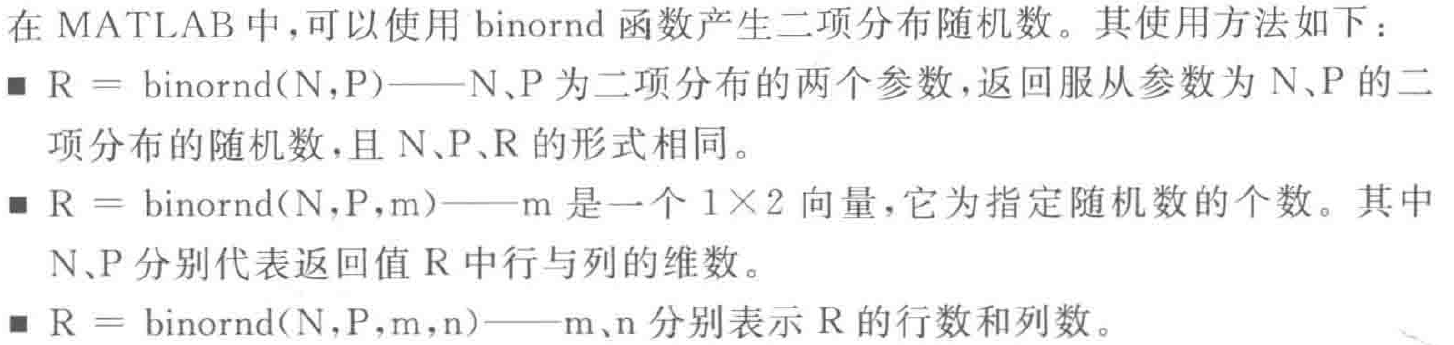 在 MATLAB 中,可以使用 binornd 函数产生二项分布随机数。其使用方法如下:
■ R = binornd(N,P)——N、P 为二项分布的两个参数,返回服从参数为 N、P 的二
项分布的随机数,且 N、P、R 的形式相同。
■ R = binornd(N,P,m)——m 是一个 1×2 向量,它为指定随机数的个数。其中
N、P 分别代表返回值 R 中行与列的维数。
■ R = binornd(N,P,m,n)——m、n 分别表示 R 的行数和列数。